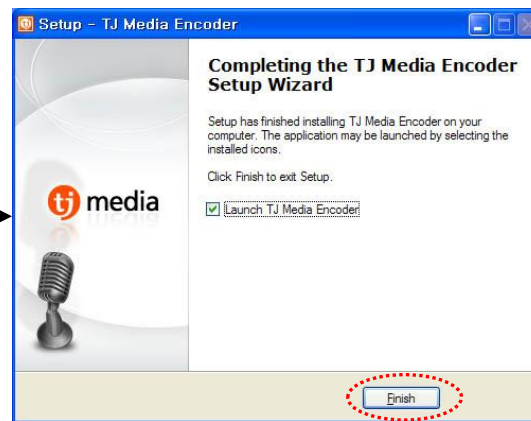 Setup - TJ Media Encoder
Completing the TJ Media Encoder
Setup Wizard
Setup has finished installing TJ Media Encoder on your
computer. The application may be launched by selecting the
installed icons.
Click Finish to exit Setup.
Launch TJ Media Encoder
tj media
Finish